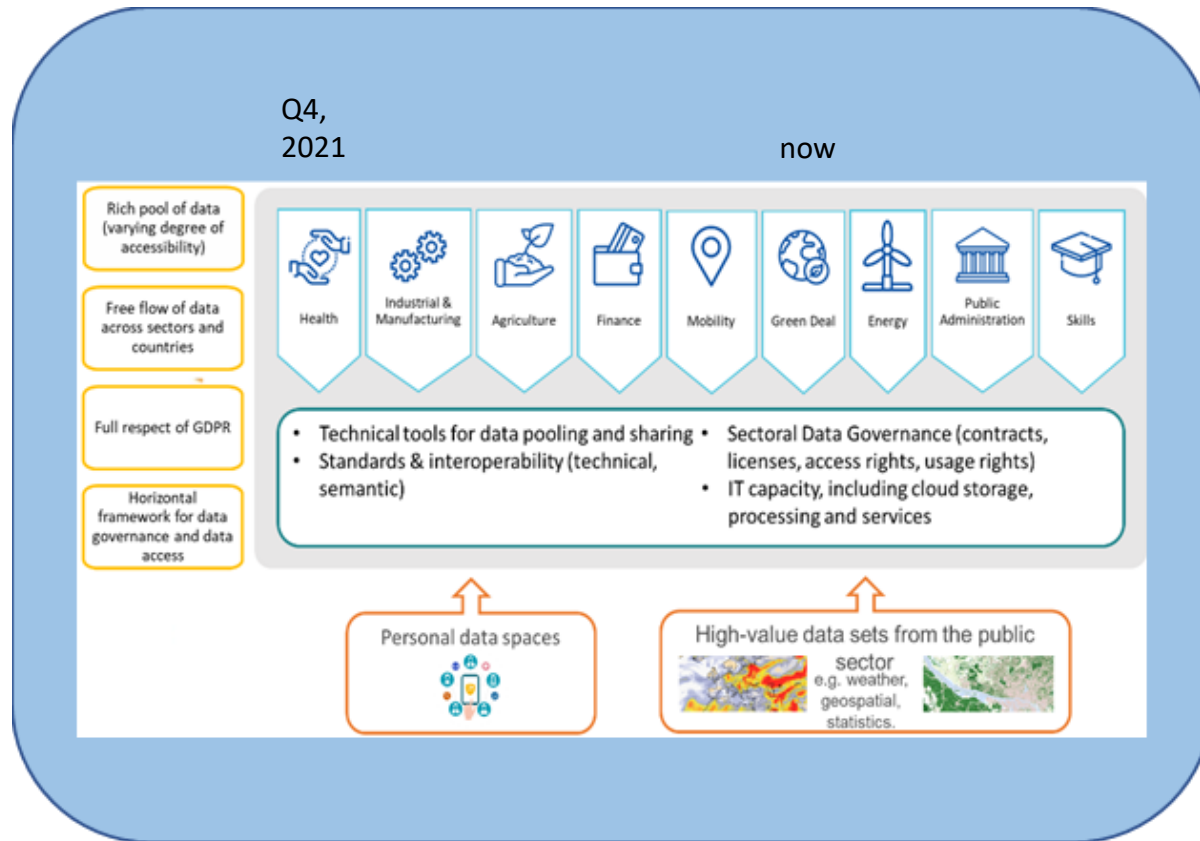 Q4,
2021
now
Rich pool of data
(varying degree of
accessibility)
Free flow of data
across sectors and
countries
Full respect of GDPR
Horizontal
framework for data
governance and data
access
Health
Industrial &
Manufacturing
Agriculture
Finance
Mobility
Green Deal
Energy
Public
Administration
Skills
• Technical tools for data pooling and sharing
• Standards & interoperability (technical,
semantic)
• Sectoral Data Governance (contracts,
licenses, access rights, usage rights)
• IT capacity, including cloud storage,
processing and services
Personal data spaces
High-value data sets from the public
sector
e.g. weather,
geospatial,
statistics.